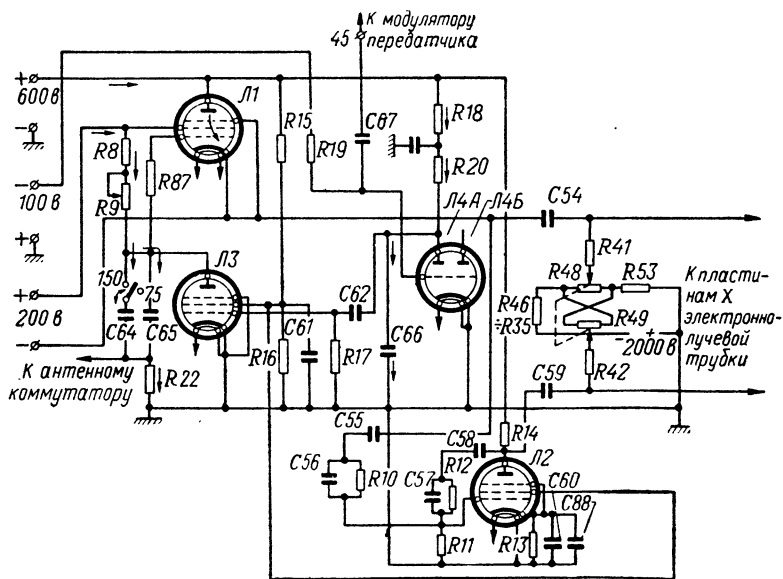 К модулятору
передатчика
45
+
600 в
–
–
100 в
+
+
200 в
–
Л1
R8
R9
R87
R15
R19
C87
R18
R20
Л4А
Л4Б
C54
R41
R48
R53
R46
÷R35
R49
– +
2000 в
R42
C59
К пласти-
нам X
электронно-
лучевой
трубки
150
75
C64
C65
Л3
C61
C62
C66
R16
R17
R22
К антенному
коммутатору
C55
C56
R10
C58
C57
R12
R11
R14
Л2
C60
C88
R13